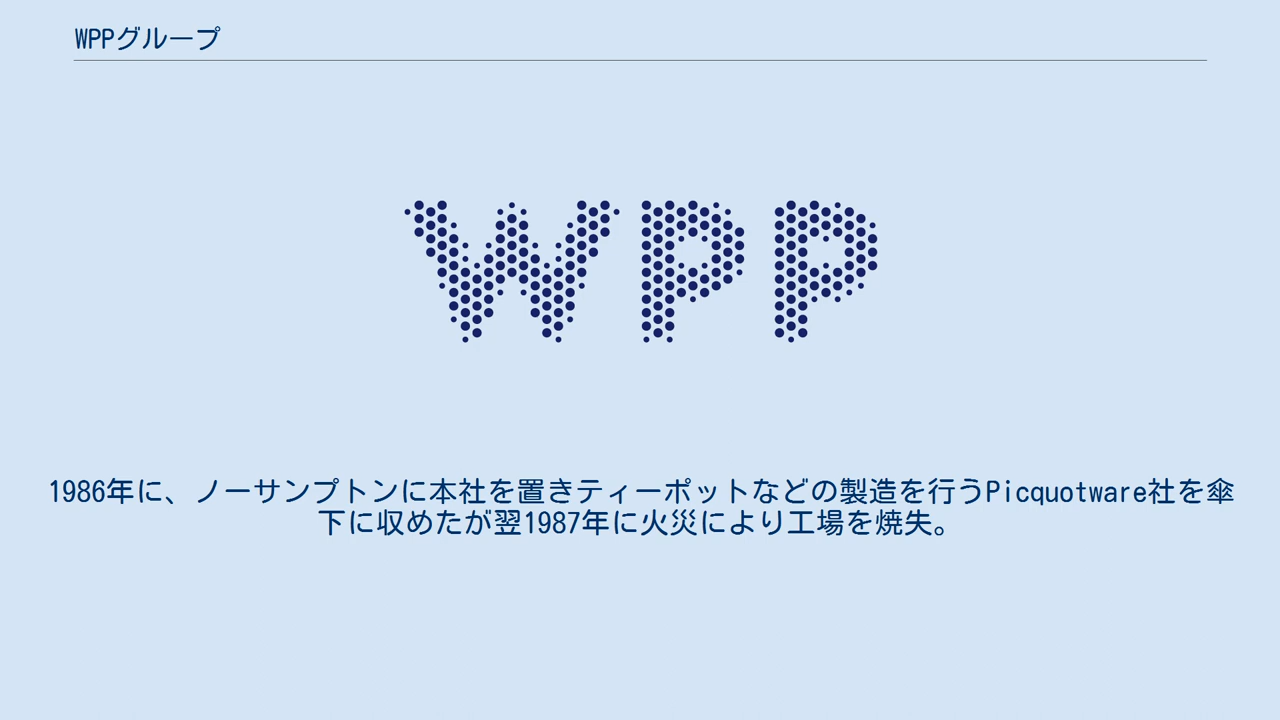 WPPグループ
WPP
1986年に、ノーサンプトンに本社を置きティーポットなどの製造を行うPicquotware社を傘
下に収めたが翌1987年に火災により工場を焼失。